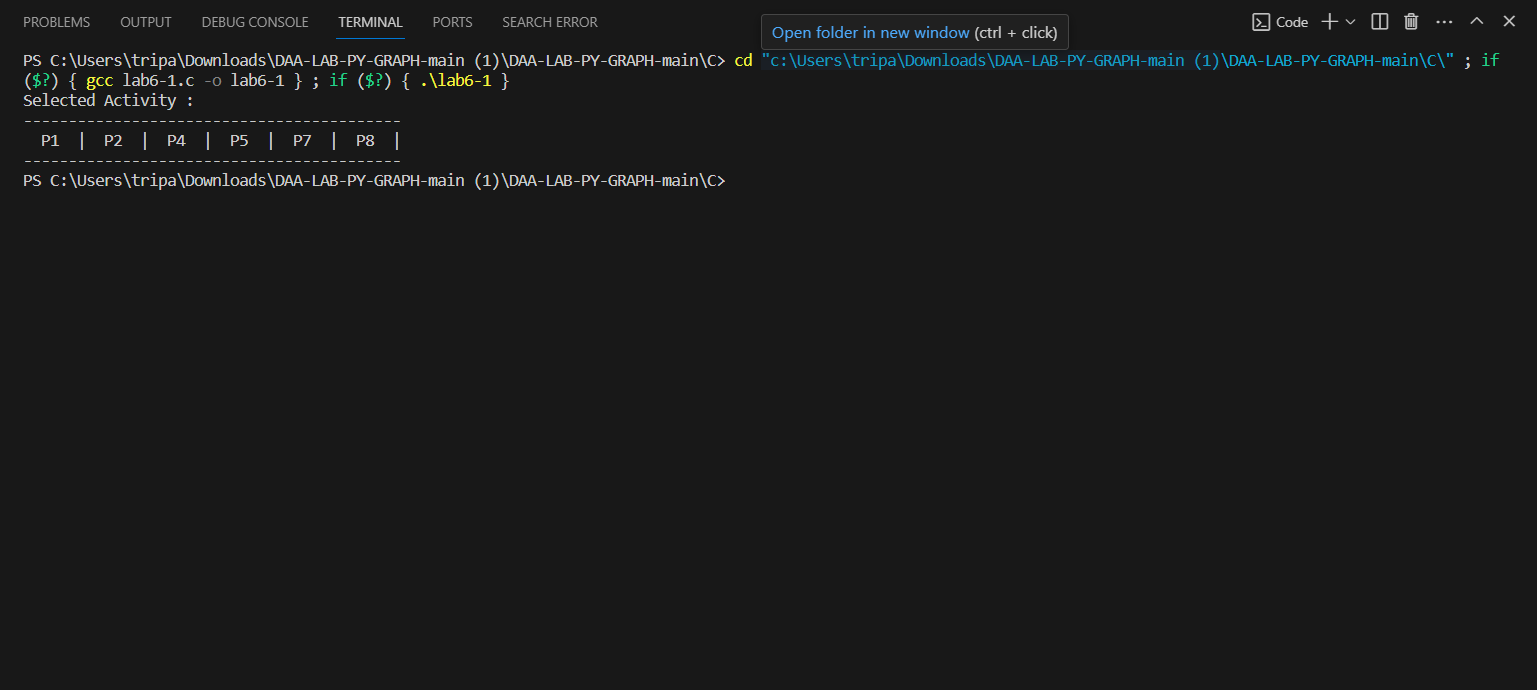 PROBLEMS OUTPUT DEBUG CONSOLE TERMINAL PORTS SEARCH ERROR Code
Open folder in new window (ctrl + click)
PS C:\Users\tripa\Downloads\DAA-LAB-PY-GRAPH-main (1)\DAA-LAB-PY-GRAPH-main\C> cd "c:\Users\tripa\Downloads\DAA-LAB-PY-GRAPH-main (1)\DAA-LAB-PY-GRAPH-main\C\" ; if
($?) { gcc lab6-1.c -o lab6-1 } ; if ($?) { .\lab6-1 }
Selected Activity :
------------------------------------------
P1 | P2 | P4 | P5 | P7 | P8 |
------------------------------------------
PS C:\Users\tripa\Downloads\DAA-LAB-PY-GRAPH-main (1)\DAA-LAB-PY-GRAPH-main\C>